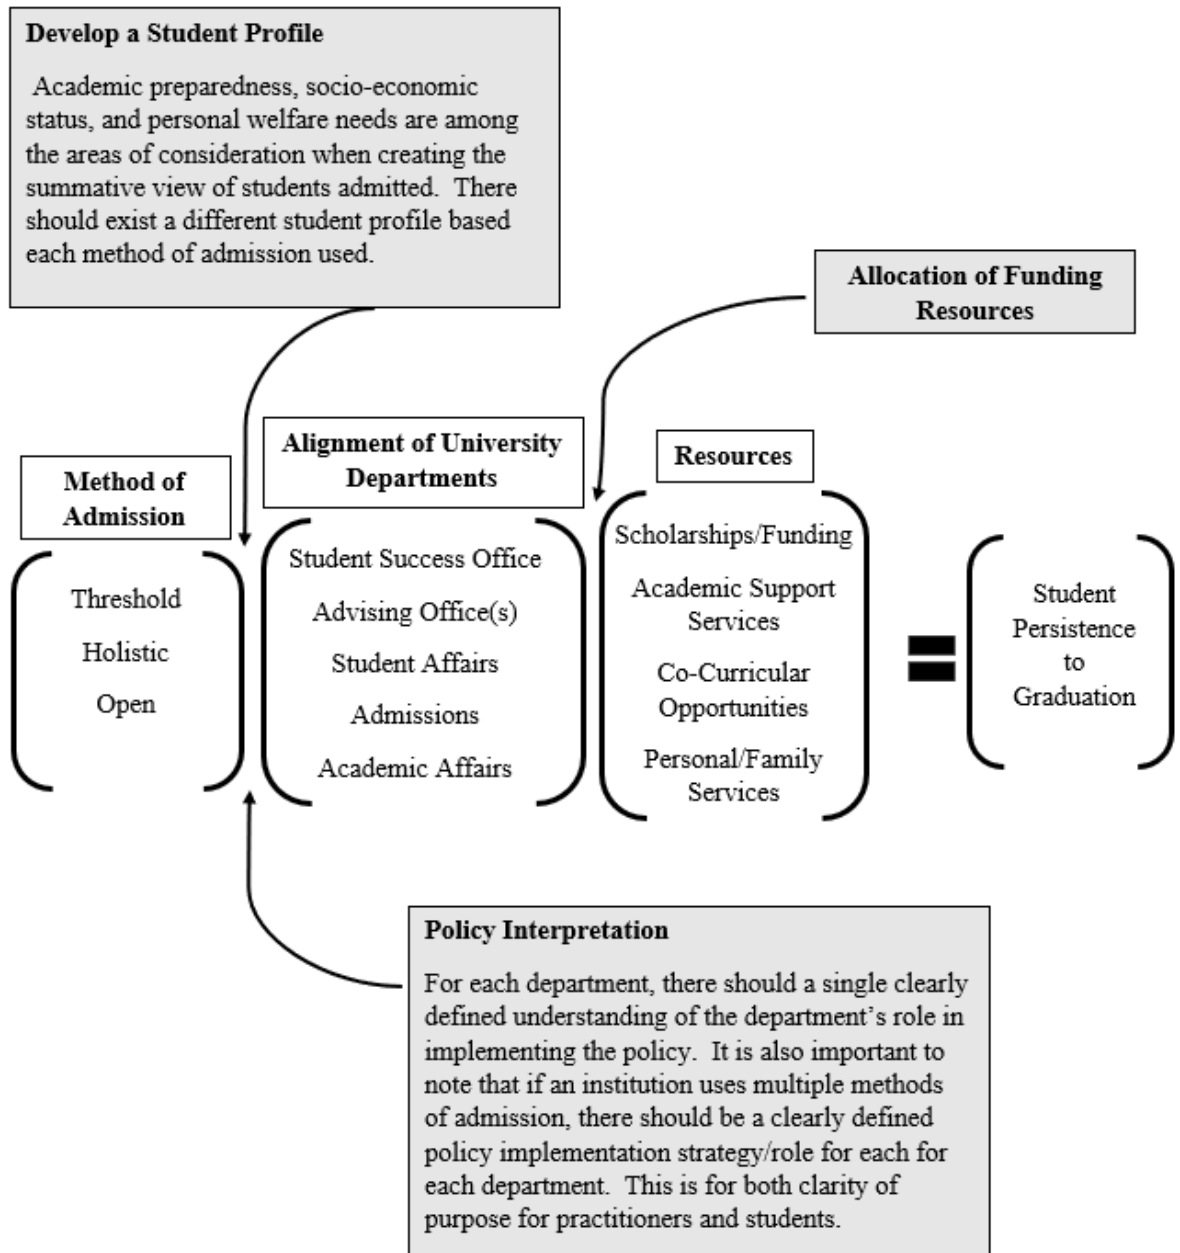 Develop a Student Profile
Academic preparedness, socio-economic
status, and personal welfare needs are among
the areas of consideration when creating the
summative view of students admitted.  There
should exist a different student profile based
each method of admission used.
Allocation of Funding
Resources
Method of
Admission
Threshold
Holistic
Open
Alignment of University
Departments
Student Success Office
Advising Office(s)
Student Affairs
Admissions
Academic Affairs
Resources
Scholarships/Funding
Academic Support
Services
Co-Curricular
Opportunities
Personal/Family
Services
=
Student
Persistence
to
Graduation
Policy Interpretation
For each department, there should a single clearly
defined understanding of the department’s role in
implementing the policy.  It is also important to
note that if an institution uses multiple methods
of admission, there should be a clearly defined
policy implementation strategy/role for each for
each department.  This is for both clarity of
purpose for practitioners and students.